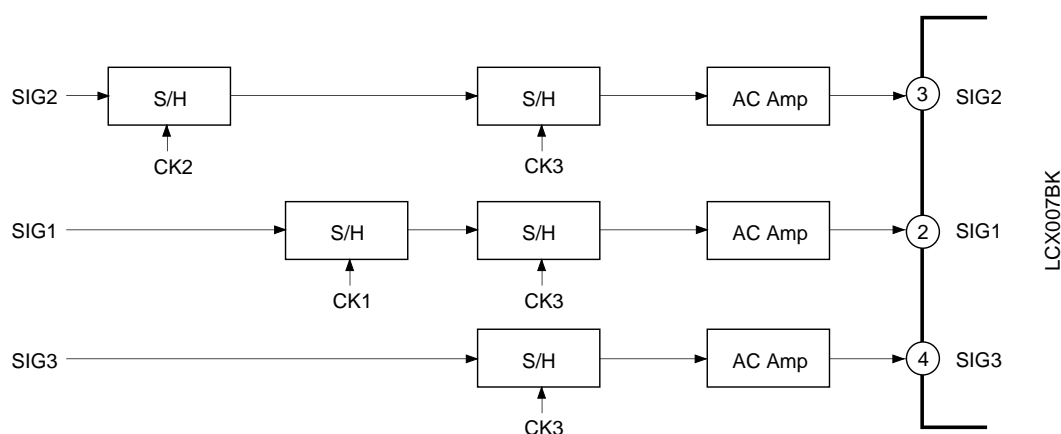 SIG2 S/H S/H AC Amp 3 SIG2
CK2 CK3
SIG1 S/H S/H AC Amp 2 SIG1
CK1 CK3
SIG3 S/H AC Amp 4 SIG3
CK3
LCX007BK